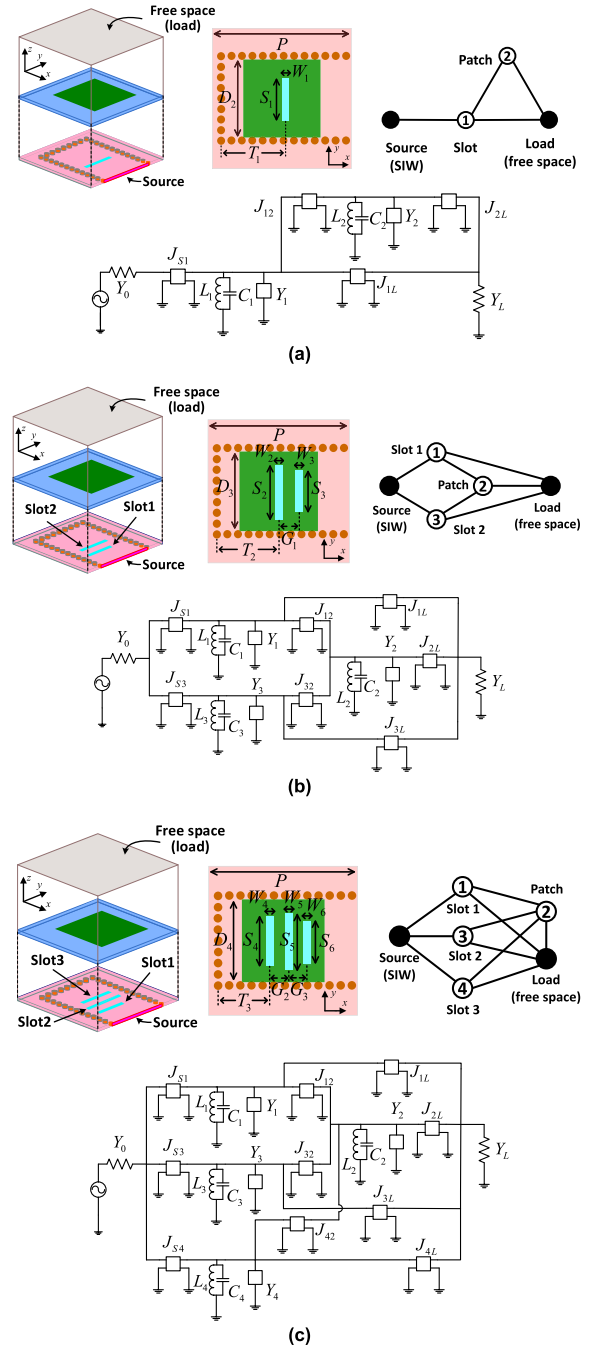 Free space
(load)
z
y
x
Source
P
W1
D2
S1
T1
y
x
2
Patch
1
Source
(SIW)
Slot
Load
(free space)
J12
L2
C2
Y2
J2L
JS1
Y0
L1
C1
Y1
J1L
YL
(a)
Free space
(load)
z
y
x
Slot2
Slot1
Source
P
W2
W3
D3
S2
S3
G1
T2
y
x
Slot 1
1
Patch
2
Source
(SIW)
3
Slot 2
Load
(free space)
JS1
J12
J1L
Y0
L1
C1
Y1
Y2
J2L
JS3
Y3
J32
L2
C2
YL
L3
C3
J3L
(b)
Free space
(load)
z
y
x
Slot3
Slot1
Slot2
Source
P
W4
W5
W6
D4
S4
S5
S6
G2
G3
T3
y
x
1
Patch
Slot 1
2
3
Source
(SIW)
Slot 2
Load
(free space)
4
Slot 3
JS1
J12
J1L
L1
C1
Y1
Y2
J2L
Y0
JS3
Y3
J32
L2
C2
YL
L3
C3
J3L
J42
JS4
J4L
L4
C4
Y4
(c)